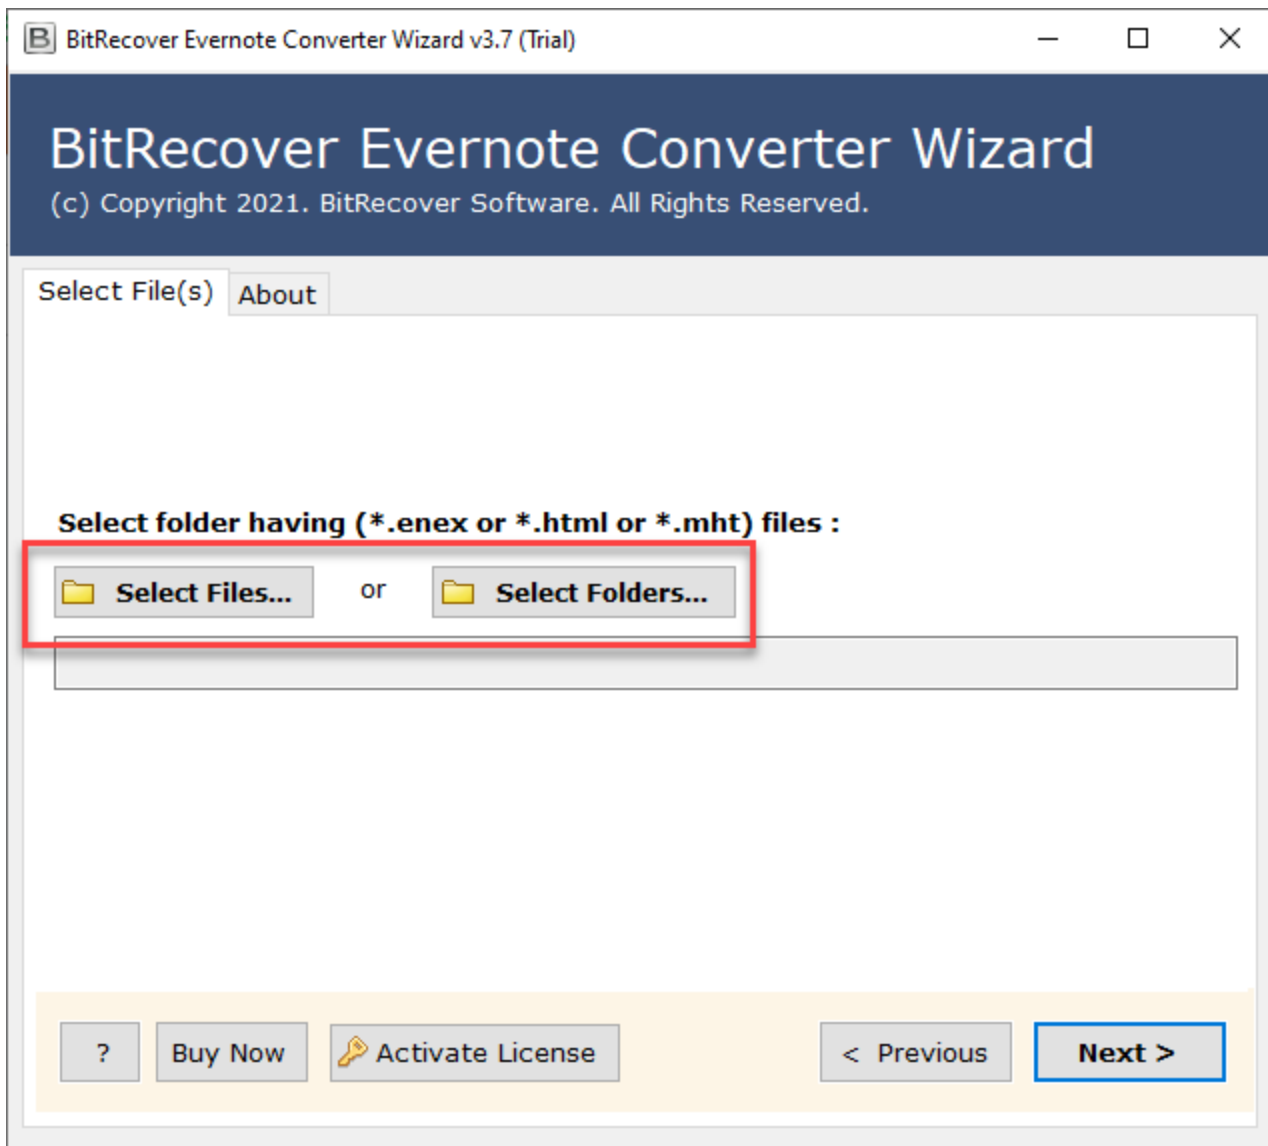 B BitRecover Evernote Converter Wizard v3.7 (Trial)
BitRecover Evernote Converter Wizard
(c) Copyright 2021. BitRecover Software. All Rights Reserved.
Select File(s) About
Select folder having (*.enex or *.html or *.mht) files :
Select Files... or Select Folders...
? Buy Now Activate License < Previous Next >